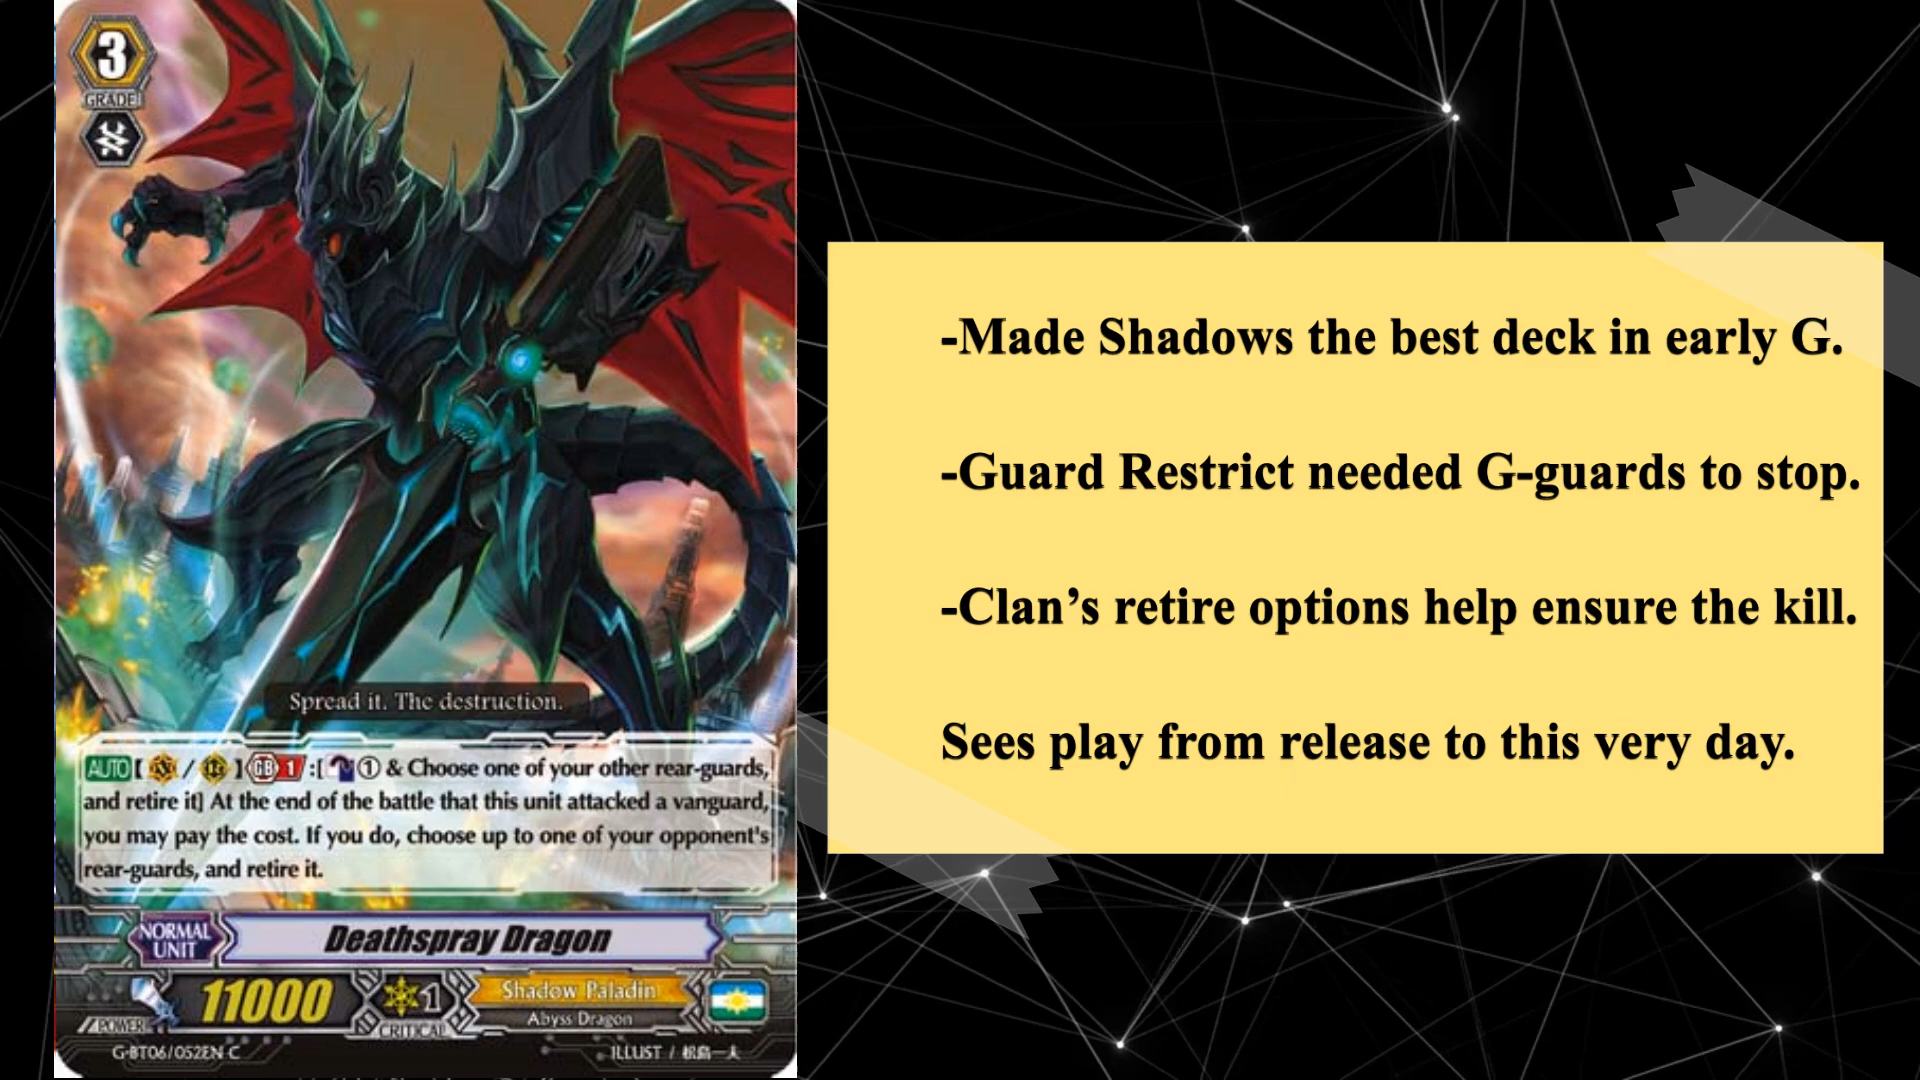 3
GRADE
Spread it. The destruction.
AUTO [ / ] GB 1 :[ 1 & Choose one of your other rear-guards,
and retire it] At the end of the battle that this unit attacked a vanguard,
you may pay the cost. If you do, choose up to one of your opponent's
rear-guards, and retire it.
NORMAL
UNIT
Deathspray Dragon
POWER
11000
1
CRITICAL
Shadow Paladin
Abyss Dragon
G-BT06/052EN C
ILLUST / 松島一夫
-Made Shadows the best deck in early G.
-Guard Restrict needed G-guards to stop.
-Clan’s retire options help ensure the kill.
Sees play from release to this very day.